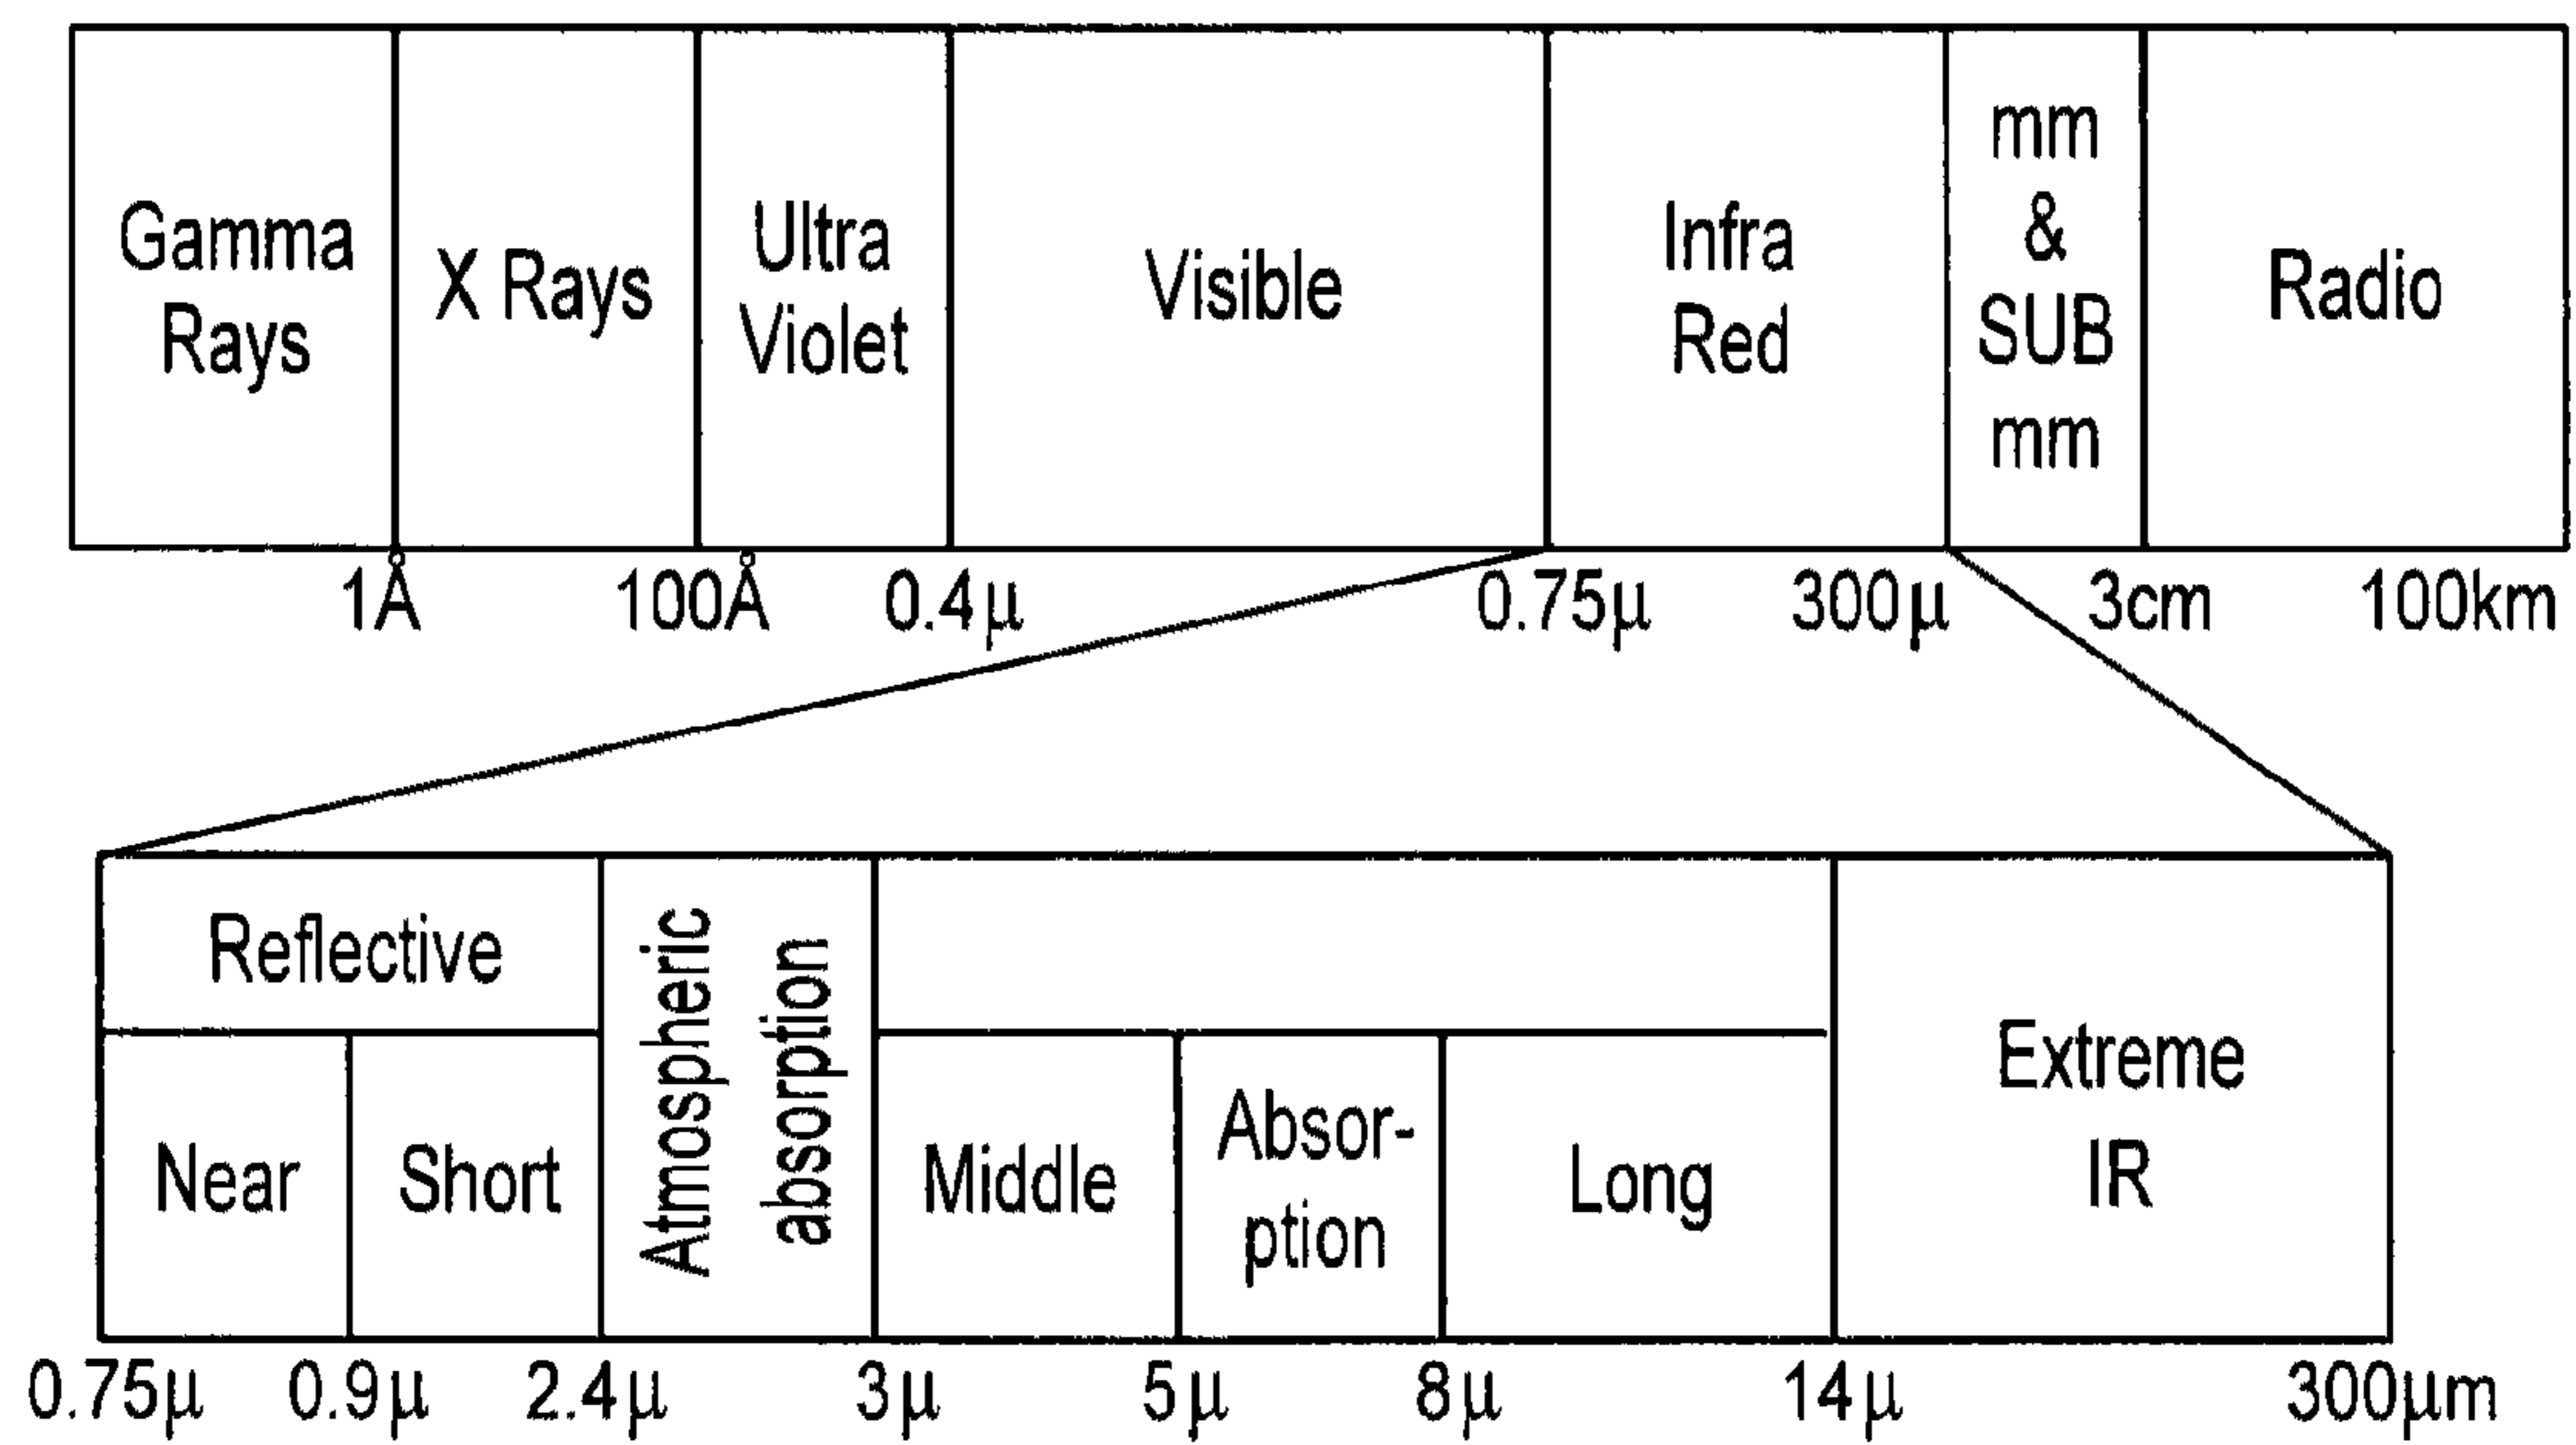 Gamma
Rays
X Rays
Ultra
Violet
Visible
Infra
Red
mm
&
SUB
mm
Radio
1Å
100Å
0.4μ
0.75μ
300μ
3cm
100km
Reflective
Near
Short
Atmospheric
absorption
Middle
Absor-
ption
Long
Extreme
IR
0.75μ
0.9μ
2.4μ
3μ
5μ
8μ
14μ
300μm